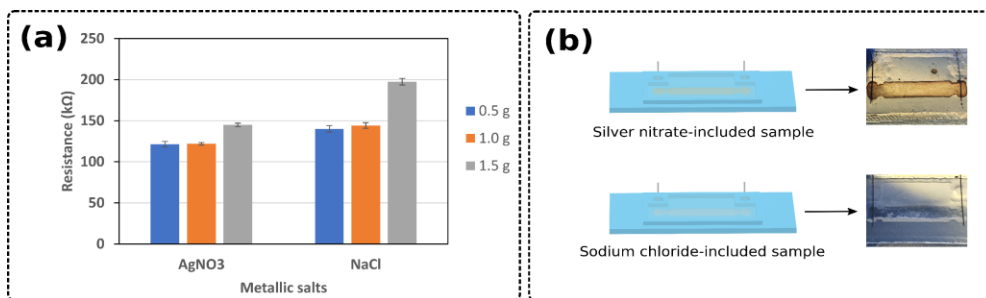 (a)
250
200
150
100
50
0
Resistance (kΩ)
AgNO3
NaCl
Metallic salts
0.5 g
1.0 g
1.5 g
(b)
Silver nitrate-included sample
Sodium chloride-included sample